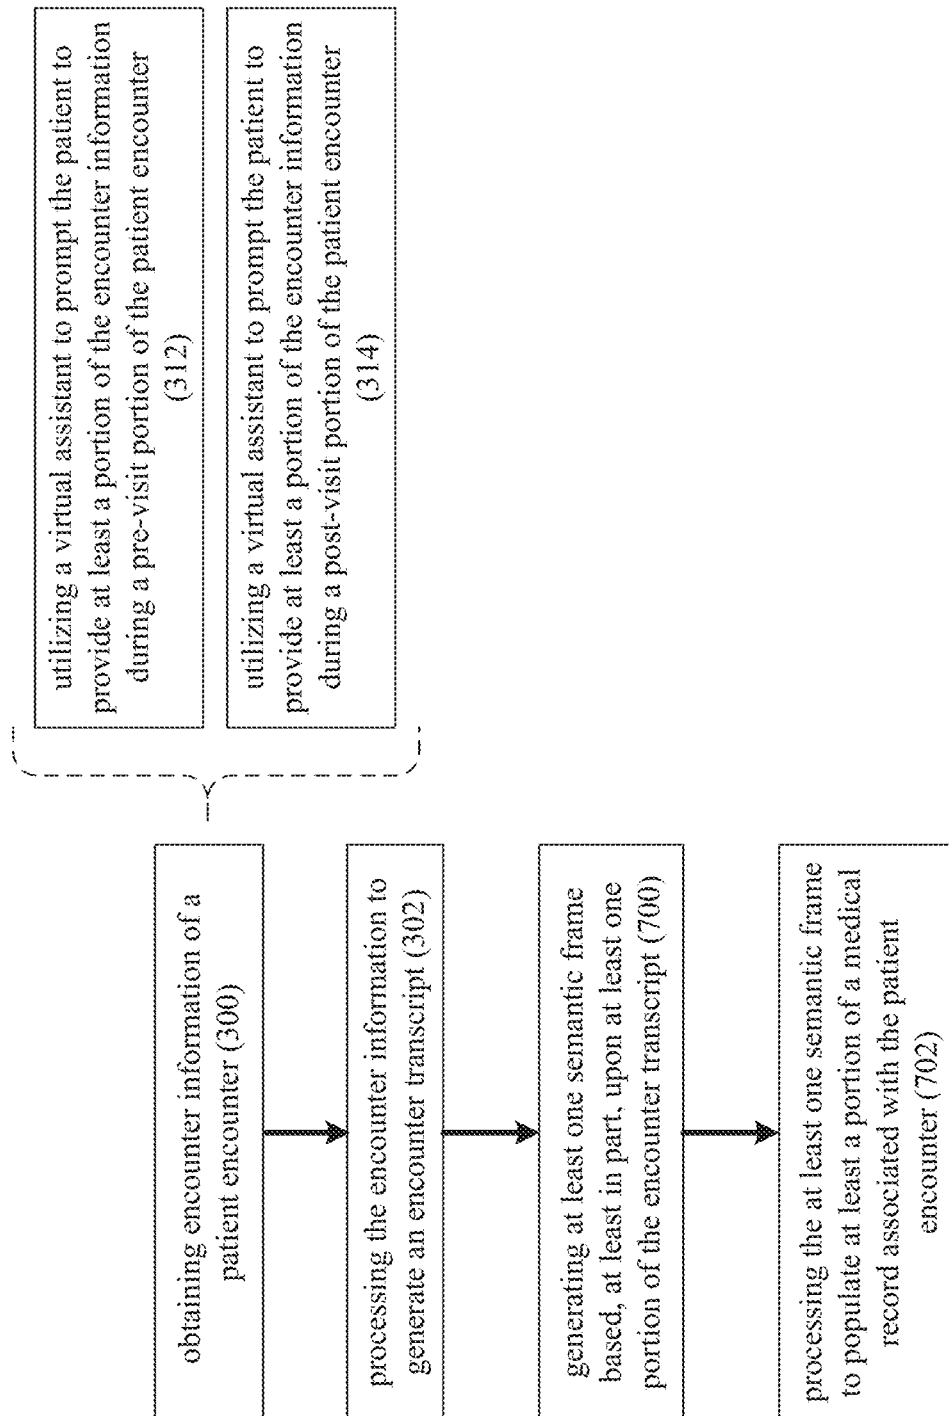 obtaining encounter information of a
patient encounter (300)
processing the encounter information to
generate an encounter transcript (302)
generating at least one semantic frame
based, at least in part, upon at least one
portion of the encounter transcript (700)
processing the at least one semantic frame
to populate at least a portion of a medical
record associated with the patient
encounter (702)
utilizing a virtual assistant to prompt the patient to
provide at least a portion of the encounter information
during a pre-visit portion of the patient encounter
(312)
utilizing a virtual assistant to prompt the patient to
provide at least a portion of the encounter information
during a post-visit portion of the patient encounter
(314)